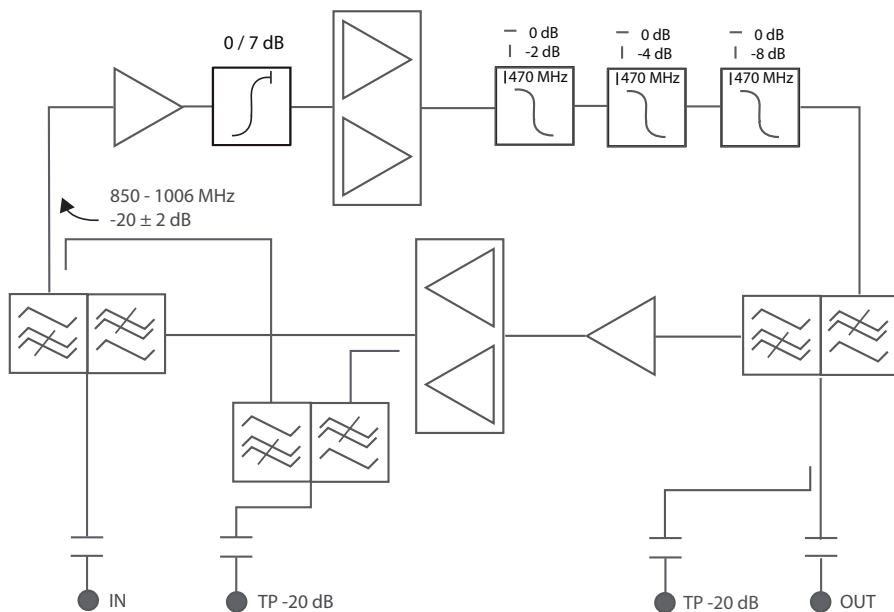 0 / 7 dB
0 dB
-2 dB
0 dB
-4 dB
0 dB
-8 dB
470 MHz
470 MHz
470 MHz
850 - 1006 MHz
-20 ± 2 dB
IN
TP -20 dB
TP -20 dB
OUT